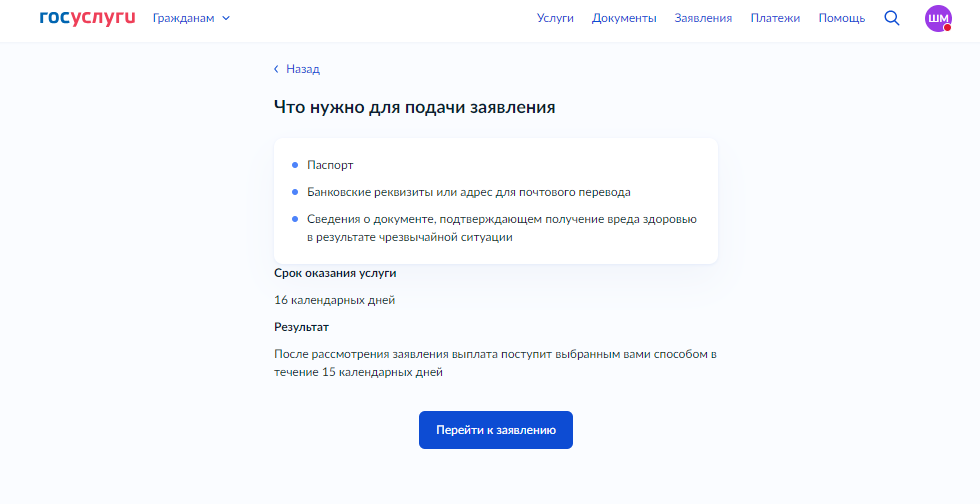 госуслуги Гражданам Услуги Документы Заявления Платежи Помощь ШМ
Назад
Что нужно для подачи заявления
Паспорт
Банковские реквизиты или адрес для почтового перевода
Сведения о документе, подтверждающем получение вреда здоровью
в результате чрезвычайной ситуации
Срок оказания услуги
16 календарных дней
Результат
После рассмотрения заявления выплата поступит выбранным вами способом в
течение 15 календарных дней
Перейти к заявлению